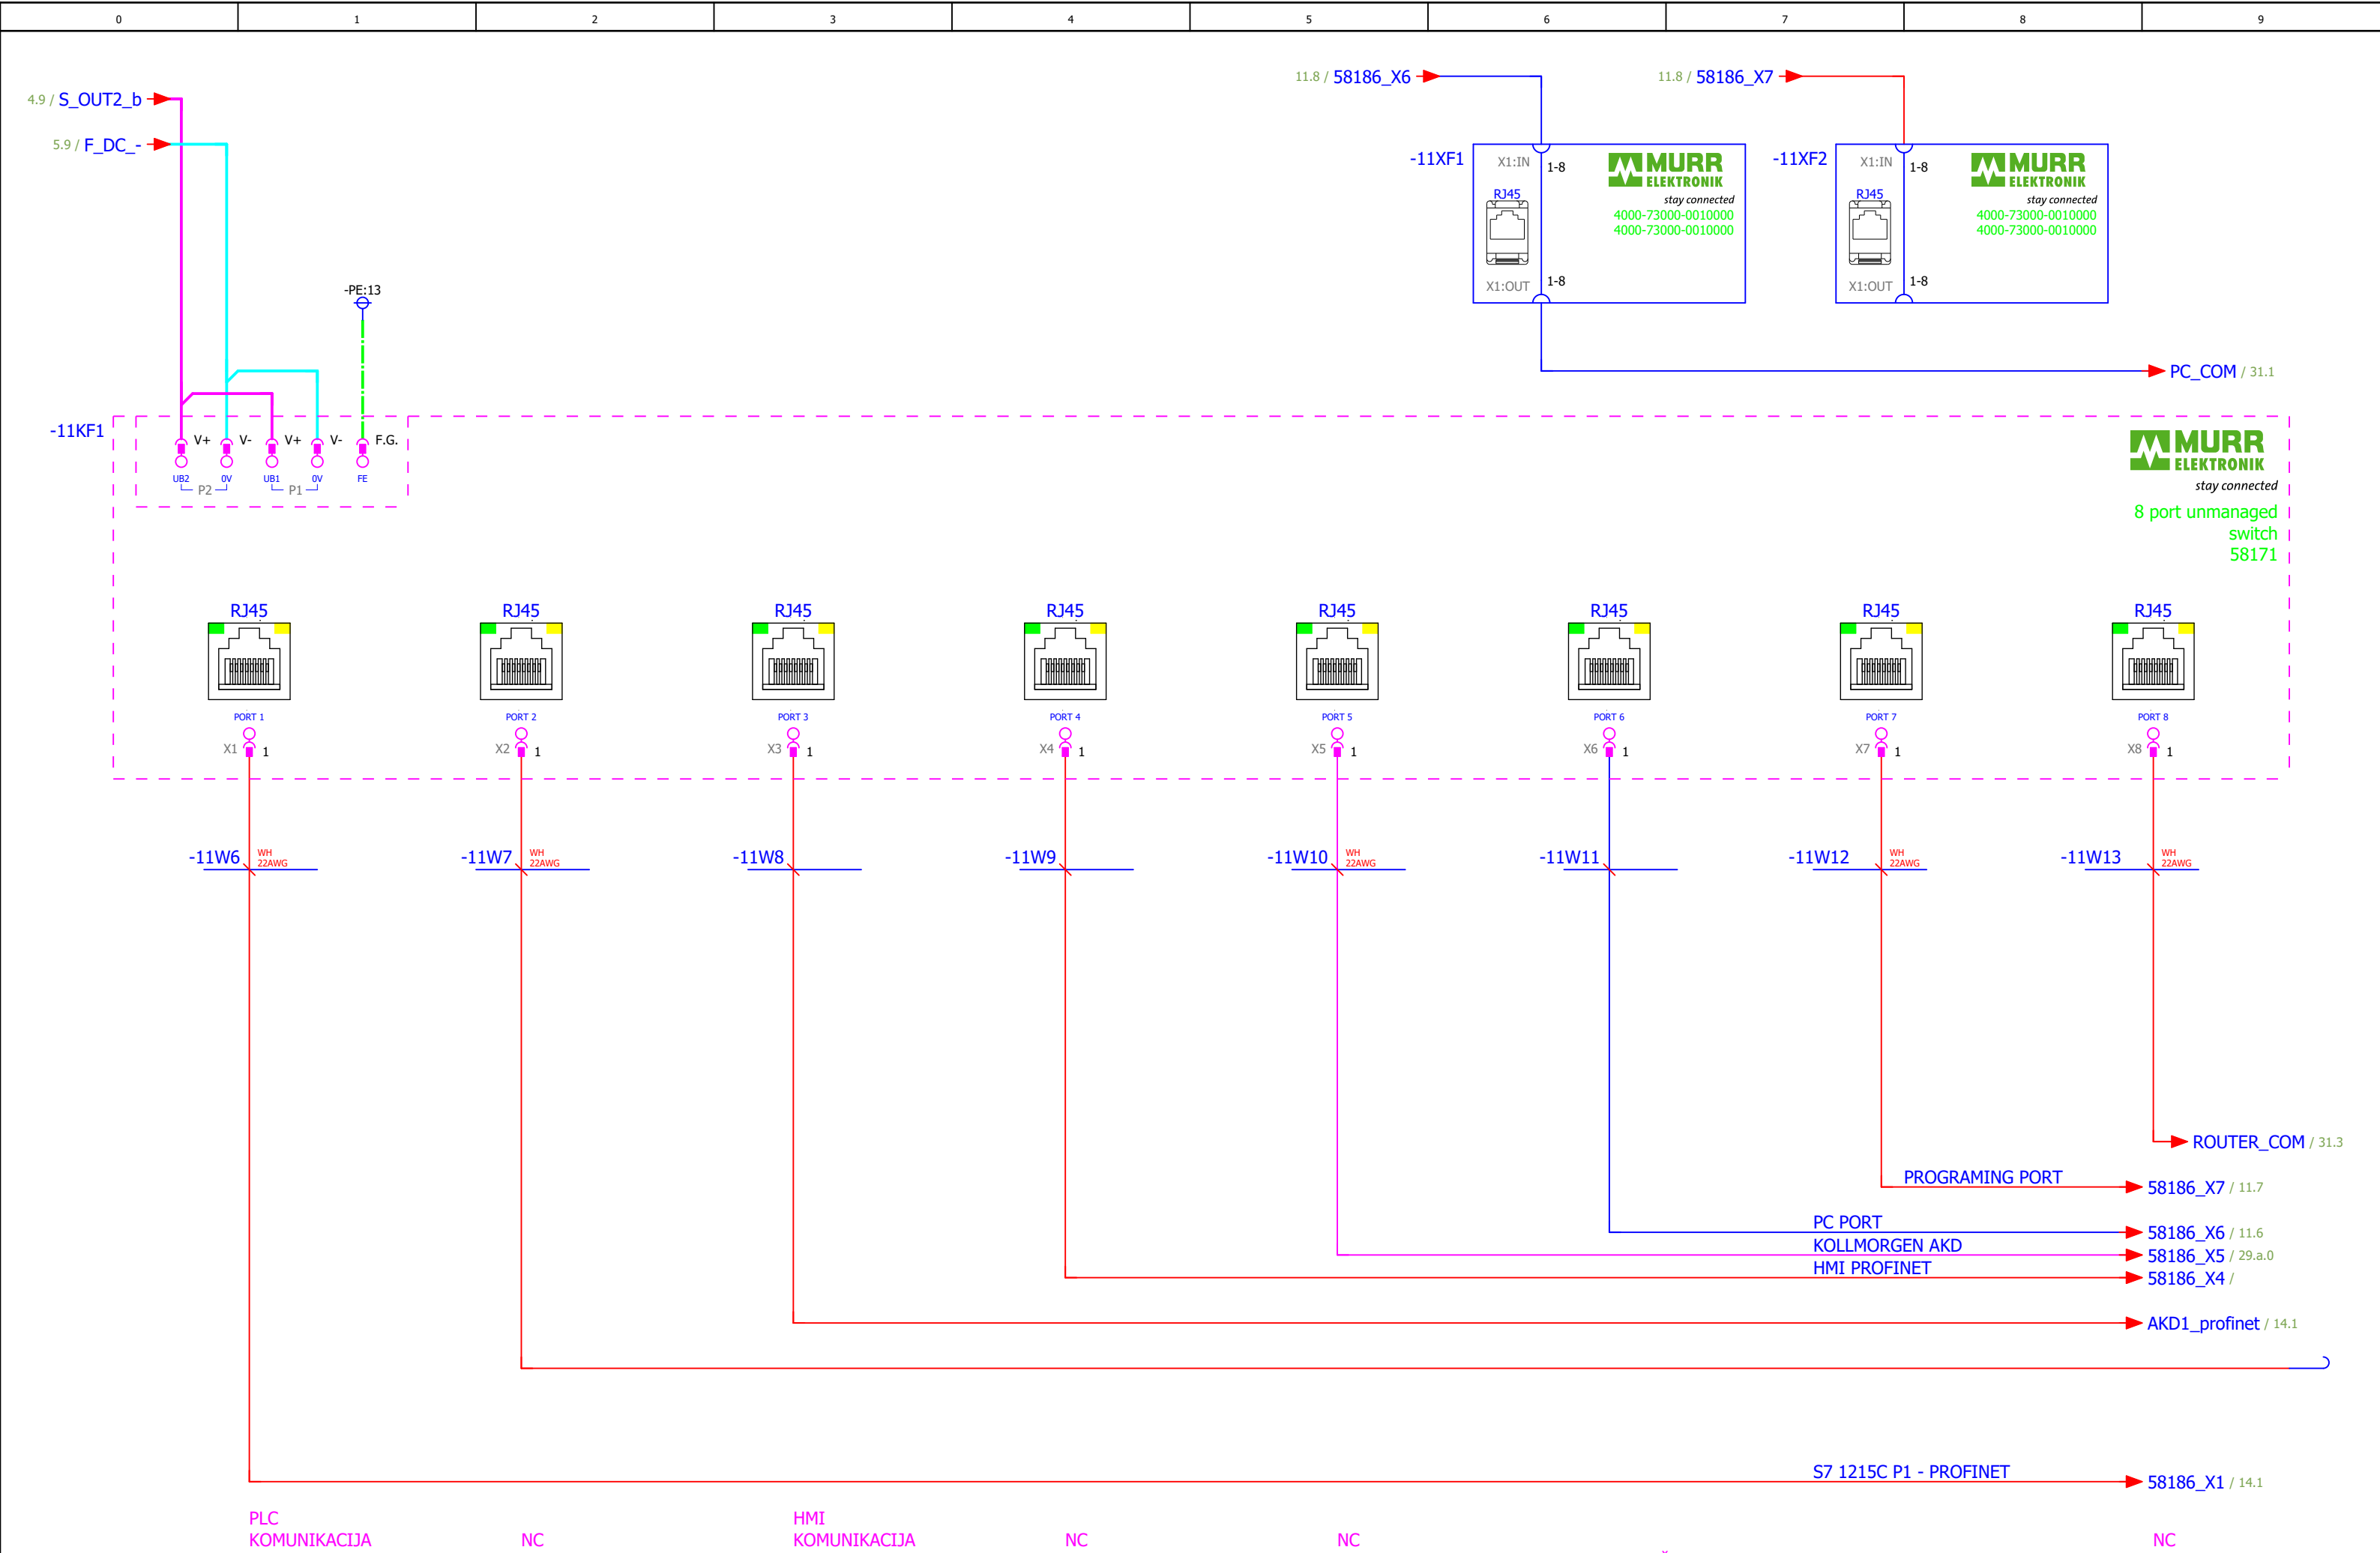 0 1 2 3 4 5 6 7 8 9
11.8 / 58186_X6
11.8 / 58186_X7
4.9 / S_OUT2_b
5.9 / F_DC_-
-11XF1
X1:IN
1-8
MURR
ELEKTRONIK
stay connected
RJ45
4000-73000-0010000
4000-73000-0010000
X1:OUT
1-8
-11XF2
X1:IN
1-8
MURR
ELEKTRONIK
stay connected
RJ45
4000-73000-0010000
4000-73000-0010000
X1:OUT
1-8
-PE:13
PC_COM / 31.1
-11KF1
V+ V- V+ V- F.G.
UB2 0V UB1 0V FE
P2 P1
MURR
ELEKTRONIK
stay connected
8 port unmanaged
switch
58171
RJ45 RJ45 RJ45 RJ45 RJ45 RJ45 RJ45 RJ45
PORT 1 PORT 2 PORT 3 PORT 4 PORT 5 PORT 6 PORT 7 PORT 8
X1 1 X2 1 X3 1 X4 1 X5 1 X6 1 X7 1 X8 1
-11W6 WH
22AWG
-11W7 WH
22AWG
-11W8
-11W9
-11W10 WH
22AWG
-11W11
-11W12 WH
22AWG
-11W13 WH
22AWG
ROUTER_COM / 31.3
PROGRAMING PORT
58186_X7 / 11.7
PC PORT
58186_X6 / 11.6
KOLLMORGEN AKD
58186_X5 / 29.a.0
HMI PROFINET
58186_X4 /
AKD1_profinet / 14.1
S7 1215C P1 - PROFINET
58186_X1 / 14.1
PLC
KOMUNIKACIJA
NC
HMI
KOMUNIKACIJA
NC
NC
NC